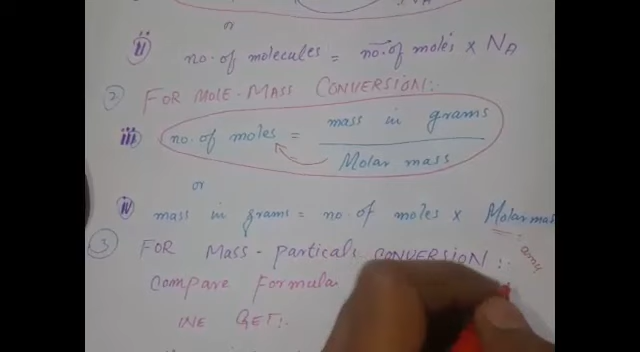 or
ii no. of molecules = no. of moles × NA
② FOR MOLE-MASS CONVERSION:-
iii no. of moles = mass in grams
Molar mass
or
iv mass in grams = no. of moles × Molar mass
③ FOR Mass-particals CONVERSION:-
amu
Compare Formula
WE GET:-